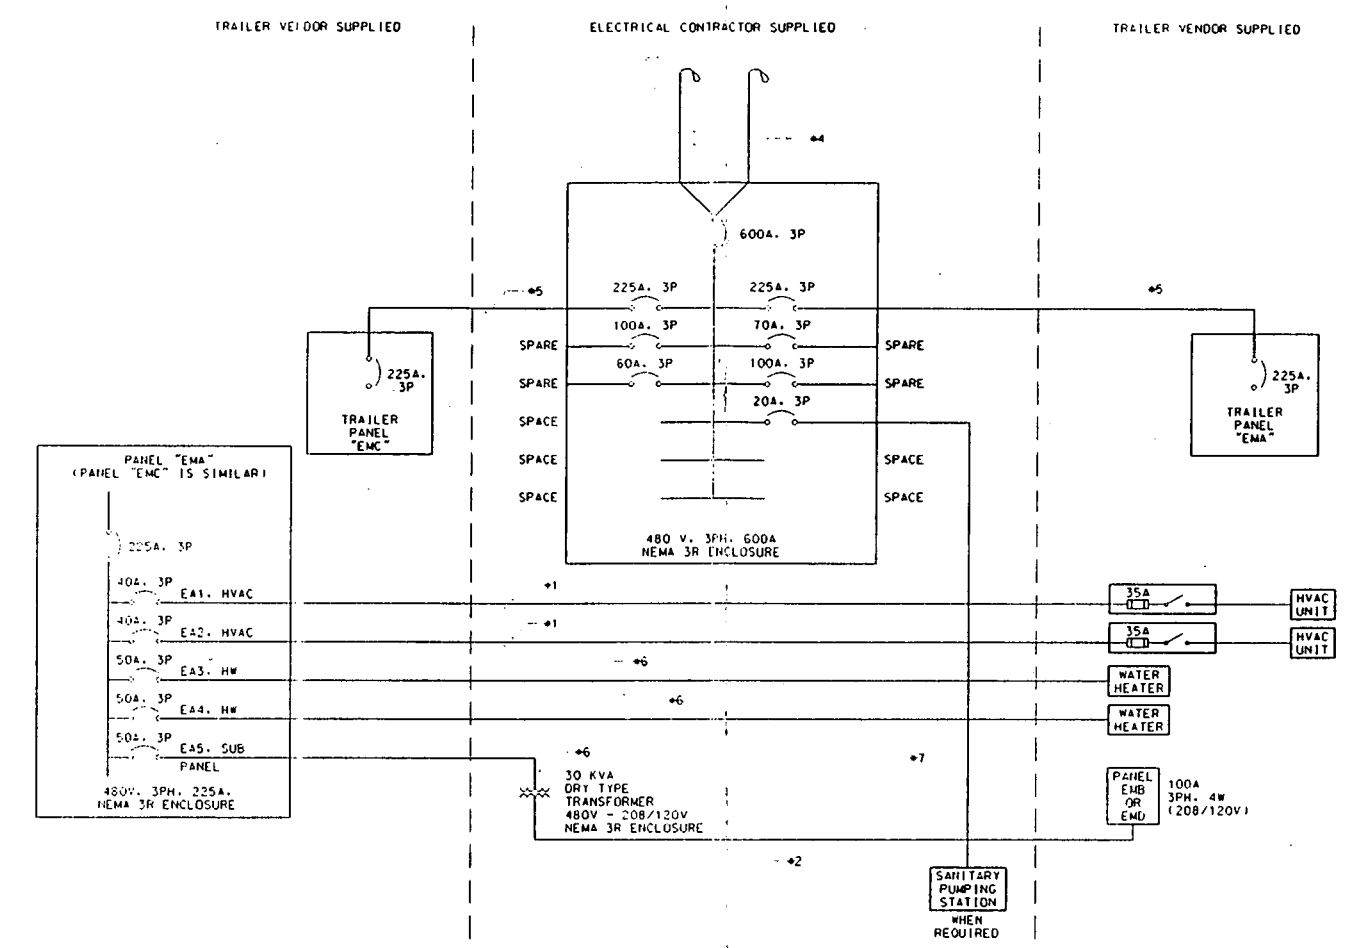 TRAILER VEIDOR SUPPLIED
ELECTRICAL CONTRACTOR SUPPLIED
TRAILER VENDOR SUPPLIED
*4
600A. 3P
*5
225A. 3P
225A. 3P
*5
100A. 3P
70A. 3P
SPARE
SPARE
60A. 3P
100A. 3P
SPARE
SPARE
20A. 3P
SPACE
SPACE
SPACE
SPACE
SPACE
480 V. 3PH. 600A
NEMA 3R ENCLOSURE
225A.
3P
TRAILER
PANEL
"EMC"
225A.
3P
TRAILER
PANEL
"EMA"
PANEL "EMA"
(PANEL "EMC" IS SIMILAR)
225A. 3P
40A. 3P
EA1. HVAC
*1
35A
HVAC
UNIT
40A. 3P
EA2. HVAC
*1
35A
HVAC
UNIT
50A. 3P
EA3. HW
*6
WATER
HEATER
50A. 3P
EA4. HW
*6
WATER
HEATER
50A. 3P
EA5. SUB
PANEL
*6
480V. 3PH. 225A.
NEMA 3R ENCLOSURE
30 KVA
DRY TYPE
TRANSFORMER
480V - 208/120V
NEMA 3R ENCLOSURE
*7
PANEL
EMB
OR
EMD
100A
3PH. 4W
(208/120V)
*2
SANITARY
PUMPING
STATION
WHEN
REQUIRED